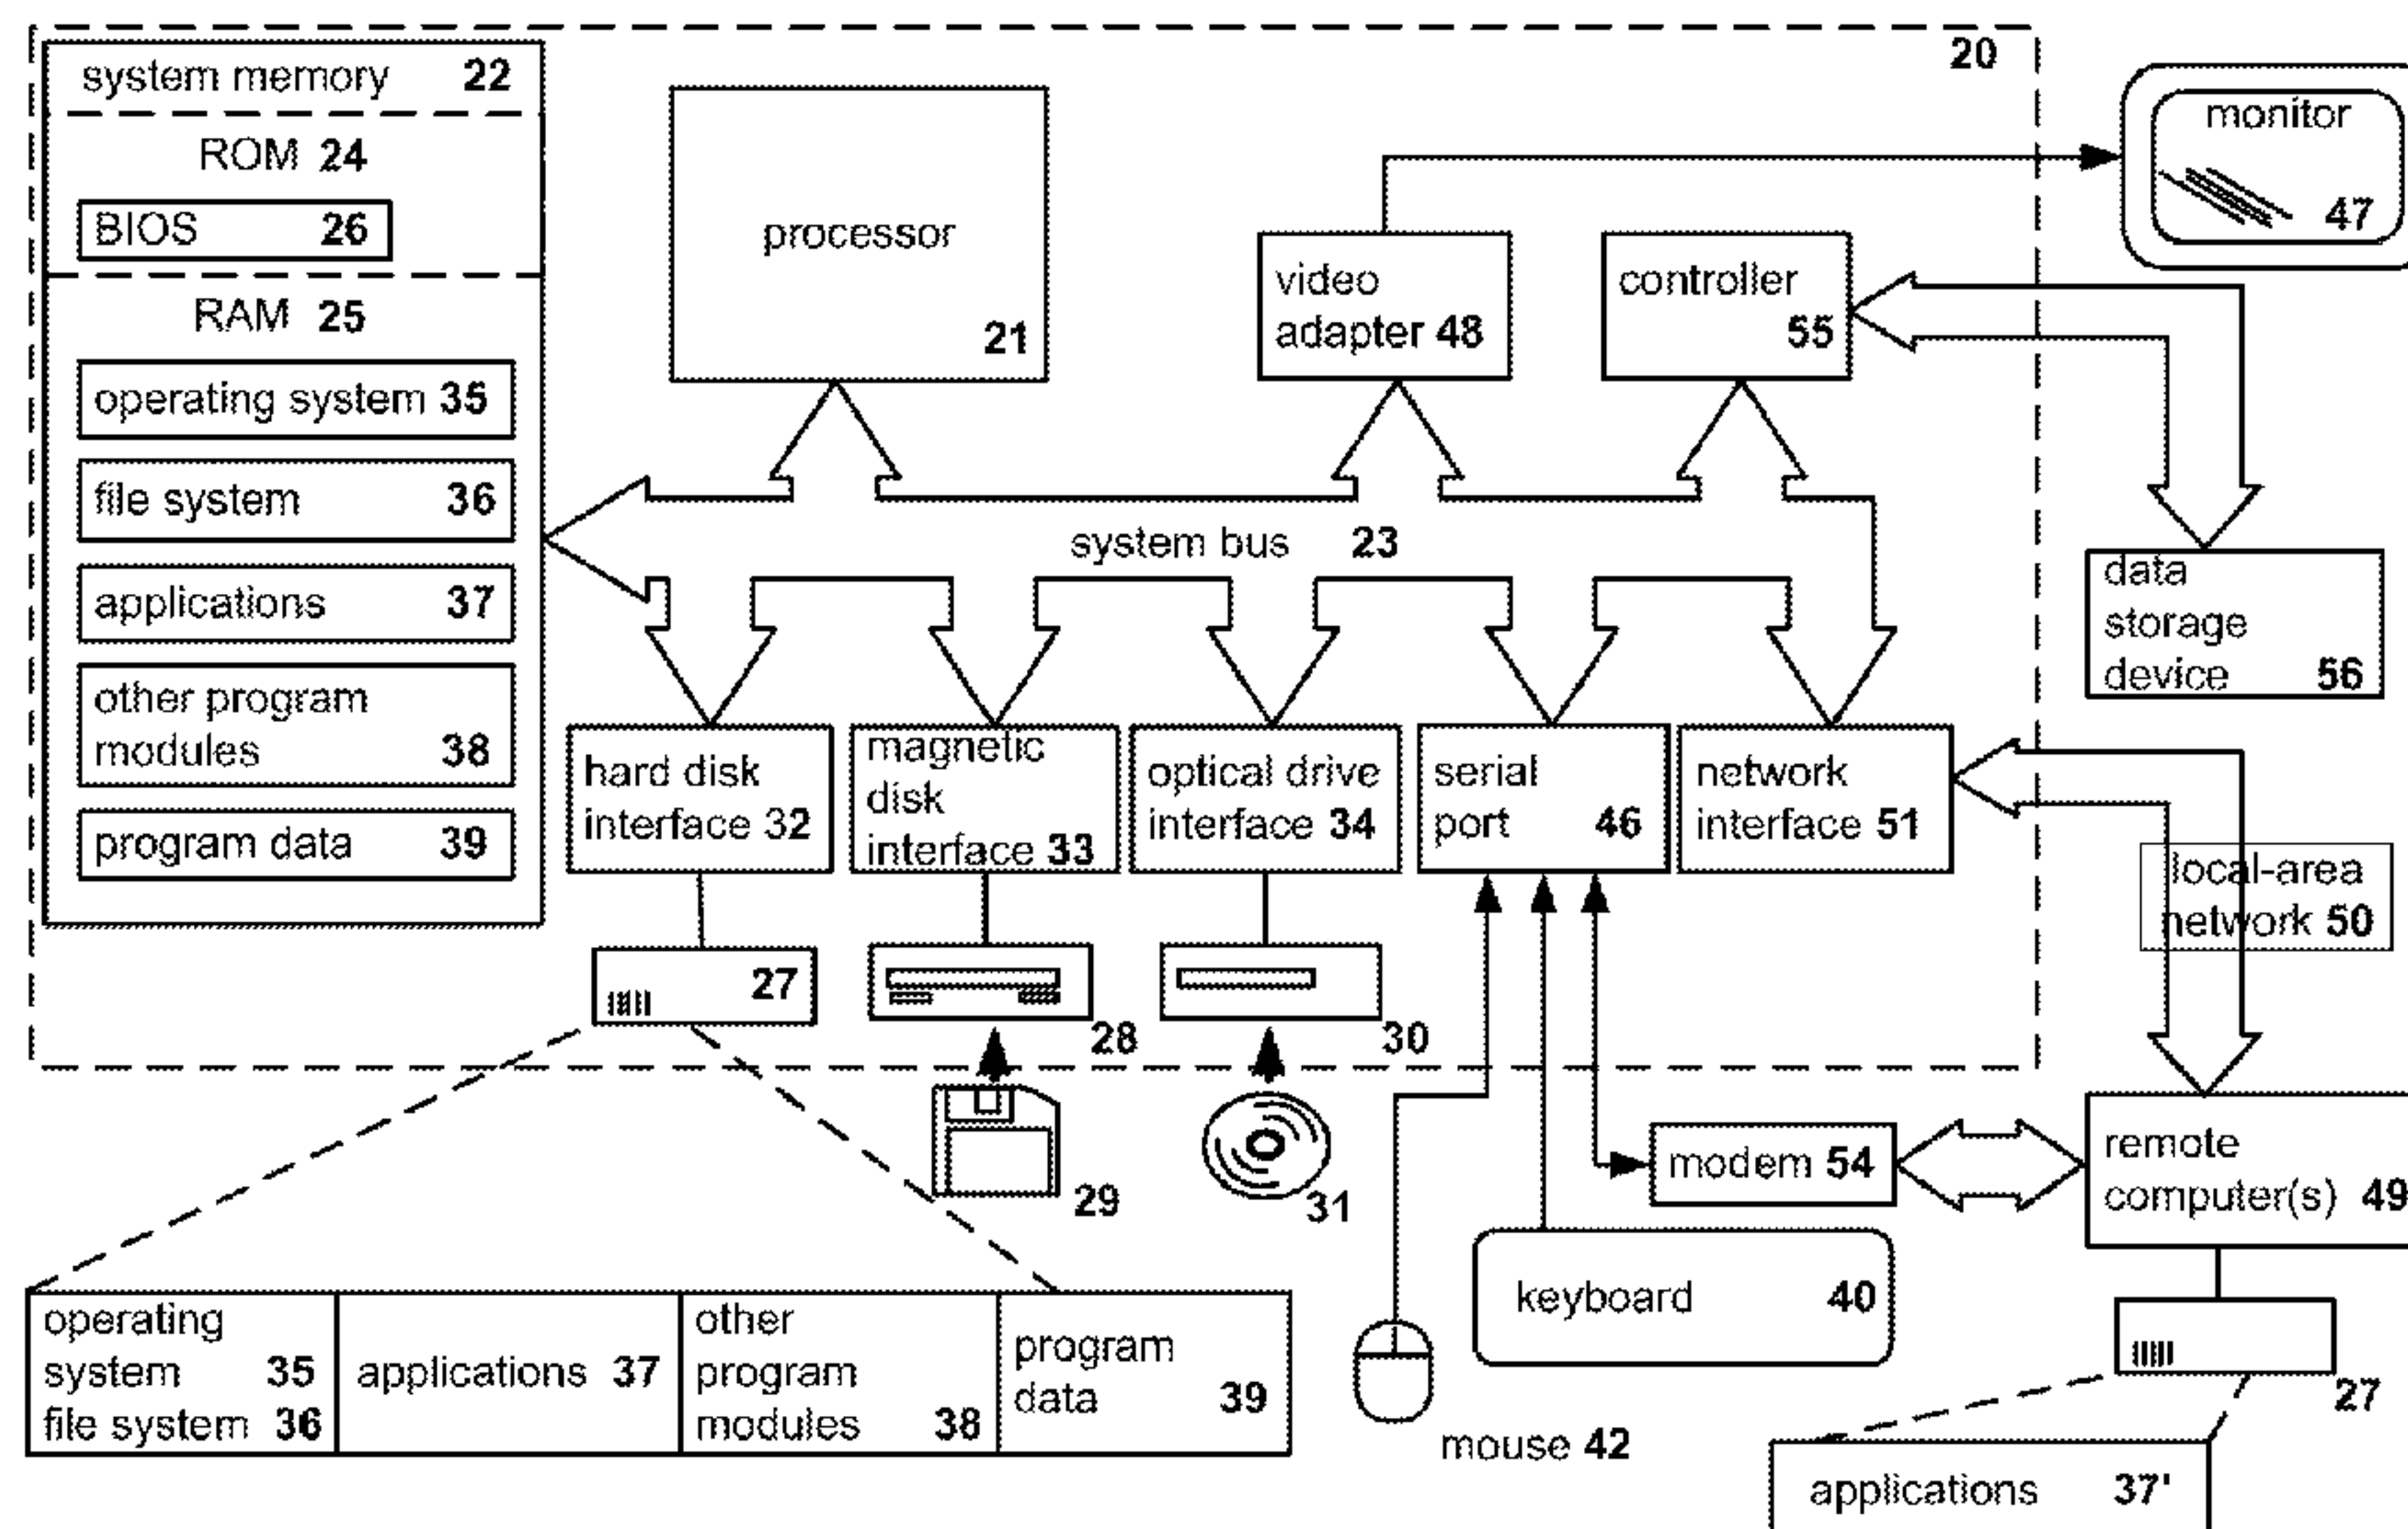 20
system memory 22
ROM 24
BIOS 26
RAM 25
operating system 35
file system 36
applications 37
other program
modules 38
program data 39
processor
21
video
adapter 48
controller
55
monitor
47
system bus 23
data
storage
device 56
hard disk
interface 32
magnetic
disk
interface 33
optical drive
interface 34
serial
port 46
network
interface 51
local-area
network 50
27
28
30
29
31
modem 54
remote
computer(s) 49
keyboard 40
mouse 42
27
operating
system 35
file system 36
applications 37
other
program
modules 38
program
data 39
applications 37'